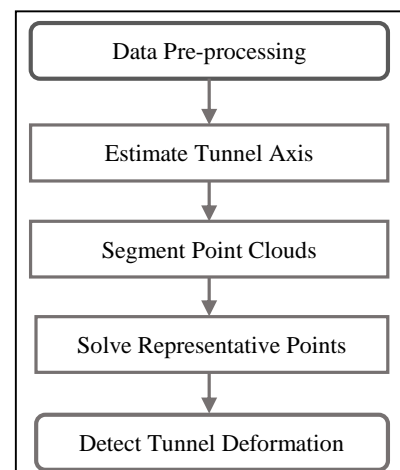 Data Pre-processing
Estimate Tunnel Axis
Segment Point Clouds
Solve Representative Points
Detect Tunnel Deformation